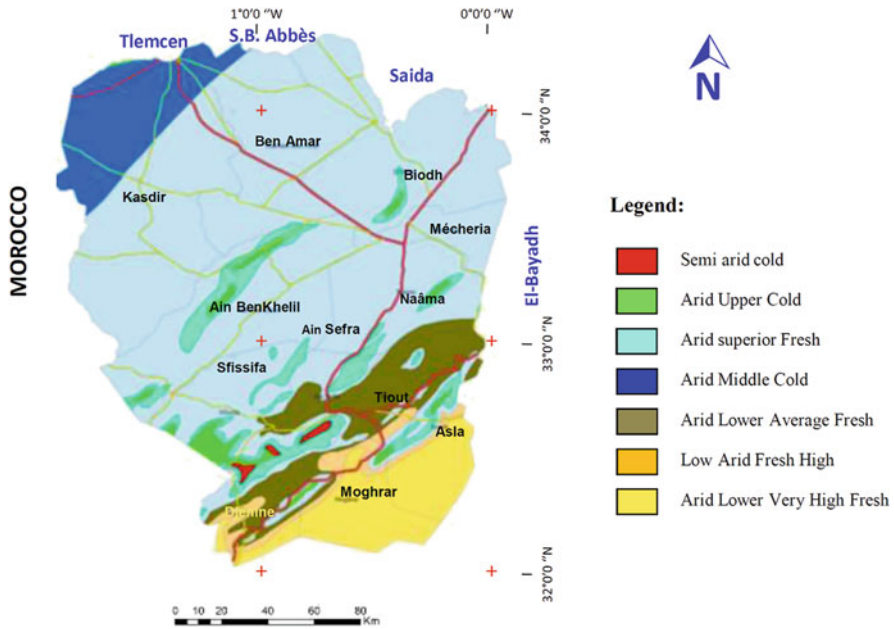 1°0'0 "W
0°0'0 "W
Tlemcen
S.B. Abbès
Saida
N
34°0'0 "N
Ben Amar
Biodh
Kasdir
MOROCCO
Mécheria
El-Bayadh
Legend:
Semi arid cold
Arid Upper Cold
Arid superior Fresh
Arid Middle Cold
Arid Lower Average Fresh
Low Arid Fresh High
Arid Lower Very High Fresh
Naâma
Ain BenKhelil
Ain Sefra
33°0'0 "N
Sfissifa
Tiout
Asla
Moghrar
Djenine
32°0'0 "N
0 10 20 40 60 80
Km